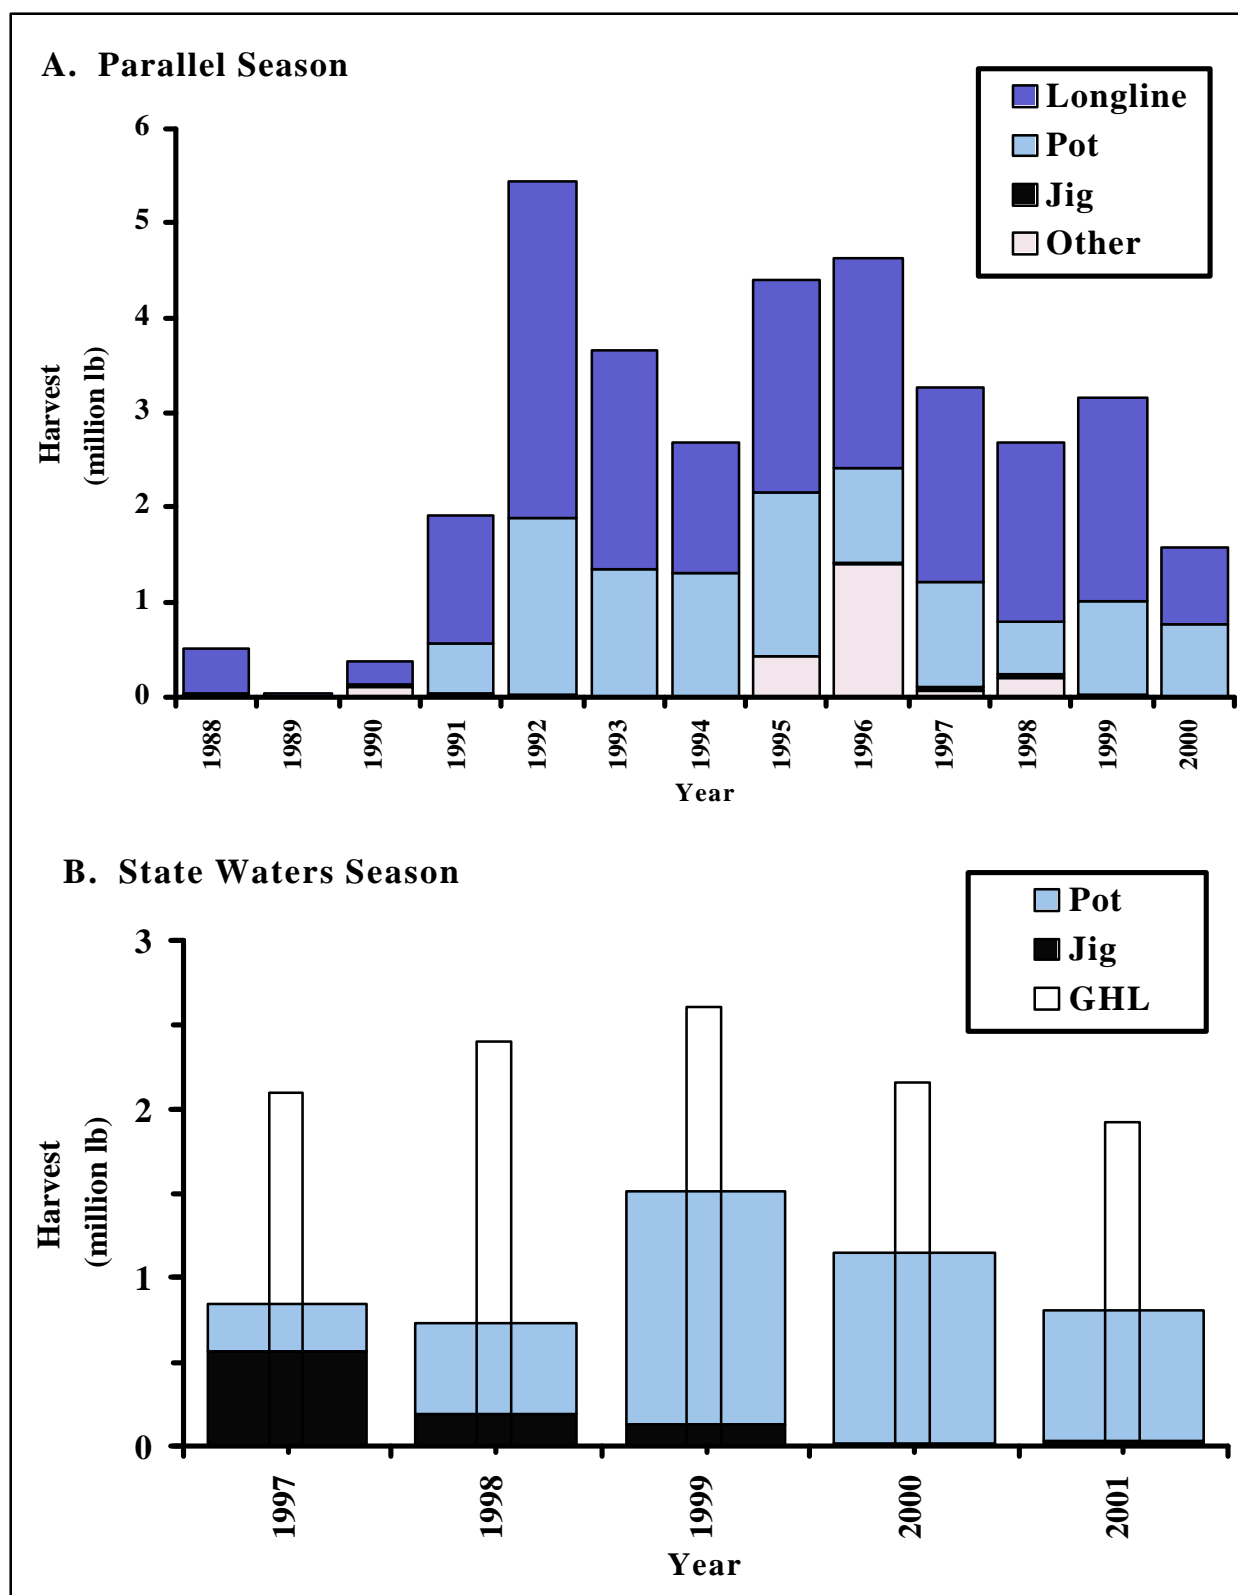 A. Parallel Season
Longline
Pot
Jig
Other
6
5
4
3
2
1
0
Harvest
(million lb)
1988
1989
1990
1991
1992
1993
1994
1995
1996
1997
1998
1999
2000
Year
B. State Waters Season
Pot
Jig
GHL
3
2
1
0
Harvest
(million lb)
1997
1998
1999
2000
2001
Year